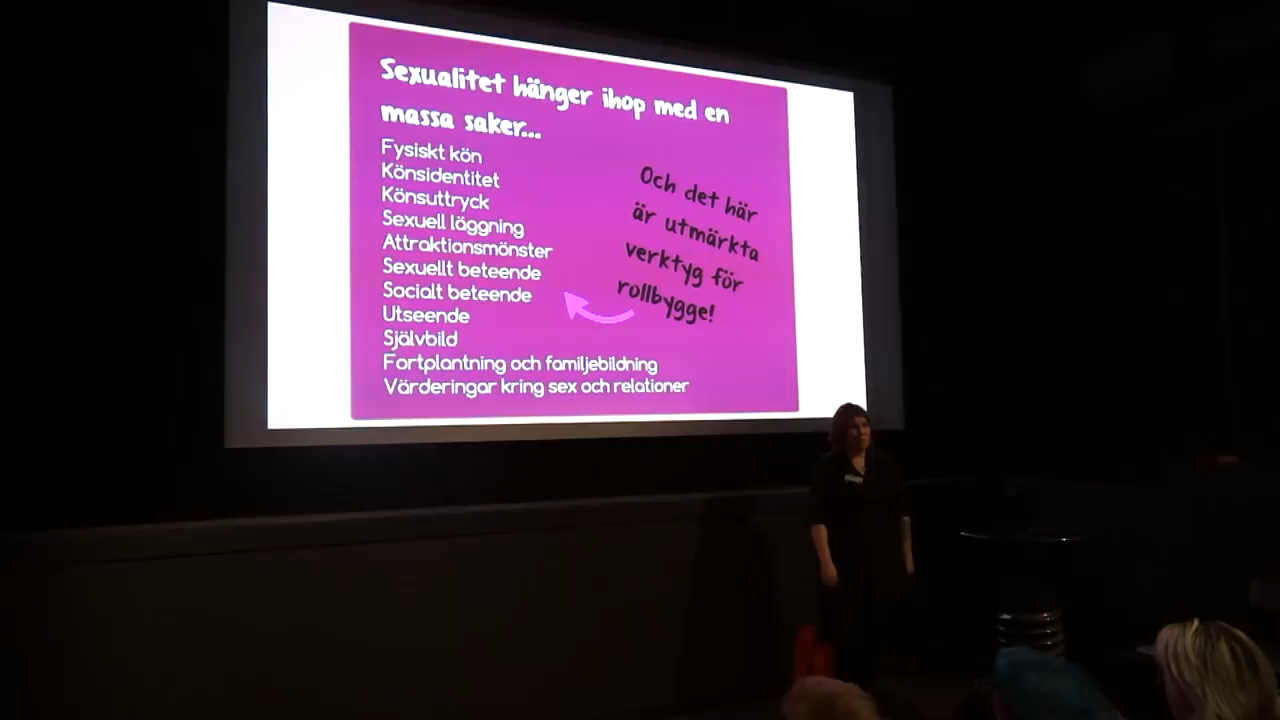 Sexualitet hänger ihop med en
massa saker...
Fysiskt kön
Könsidentitet
Könsuttryck
Sexuell läggning
Attraktionsmönster
Sexuellt beteende
Socialt beteende
Utseende
Självbild
Fortplantning och familjebildning
Värderingar kring sex och relationer
Och det här
är utmärkta
verktyg för
rollbygge!